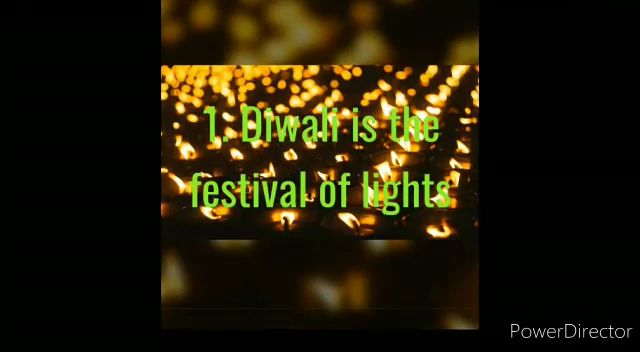 1. Diwali is the
festival of lights
PowerDirector